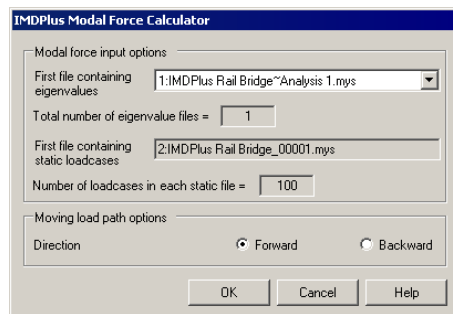 IMDPlus Modal Force Calculator
Modal force input options
First file containing
eigenvalues
1:IMDPlus Rail Bridge~Analysis 1.mys
Total number of eigenvalue files =
1
First file containing
static loadcases
2:IMDPlus Rail Bridge_00001.mys
Number of loadcases in each static file =
100
Moving load path options
Direction
Forward
Backward
OK
Cancel
Help